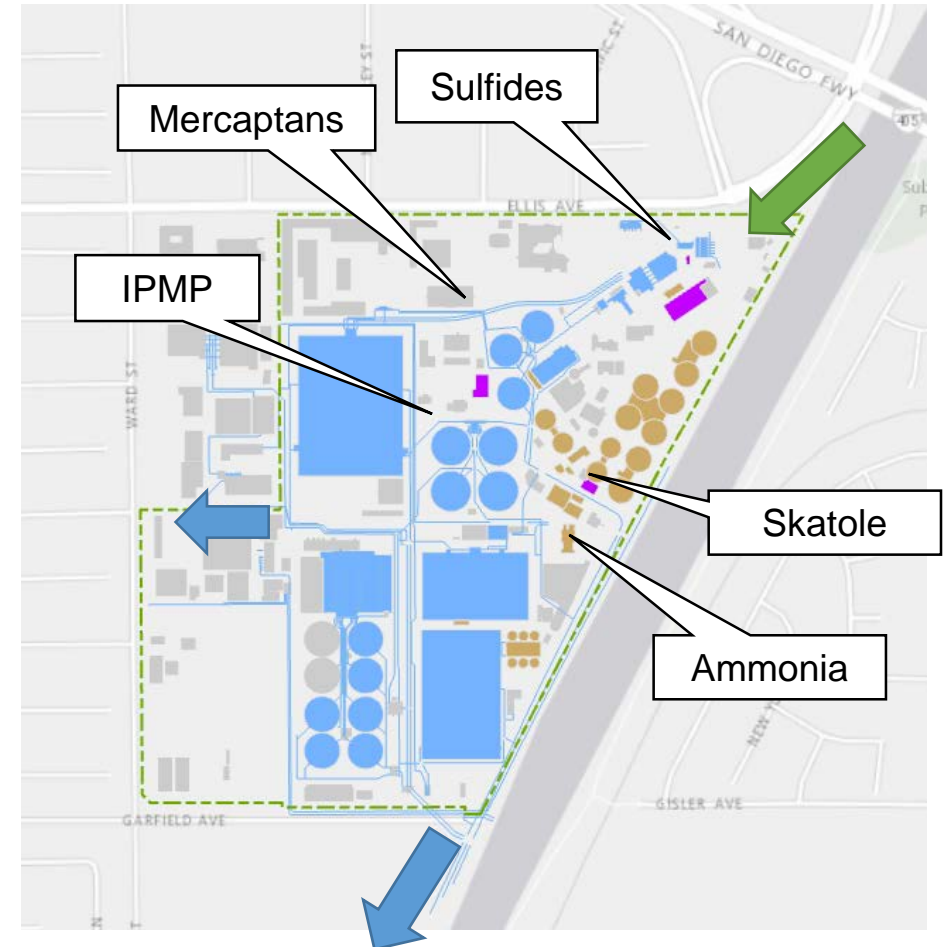 SAN DIEGO FWY
405
Sulfides
Mercaptans
ELLIS AVE
IPMP
WARD ST
Skatole
Ammonia
GISLER AVE
GARFIELD AVE